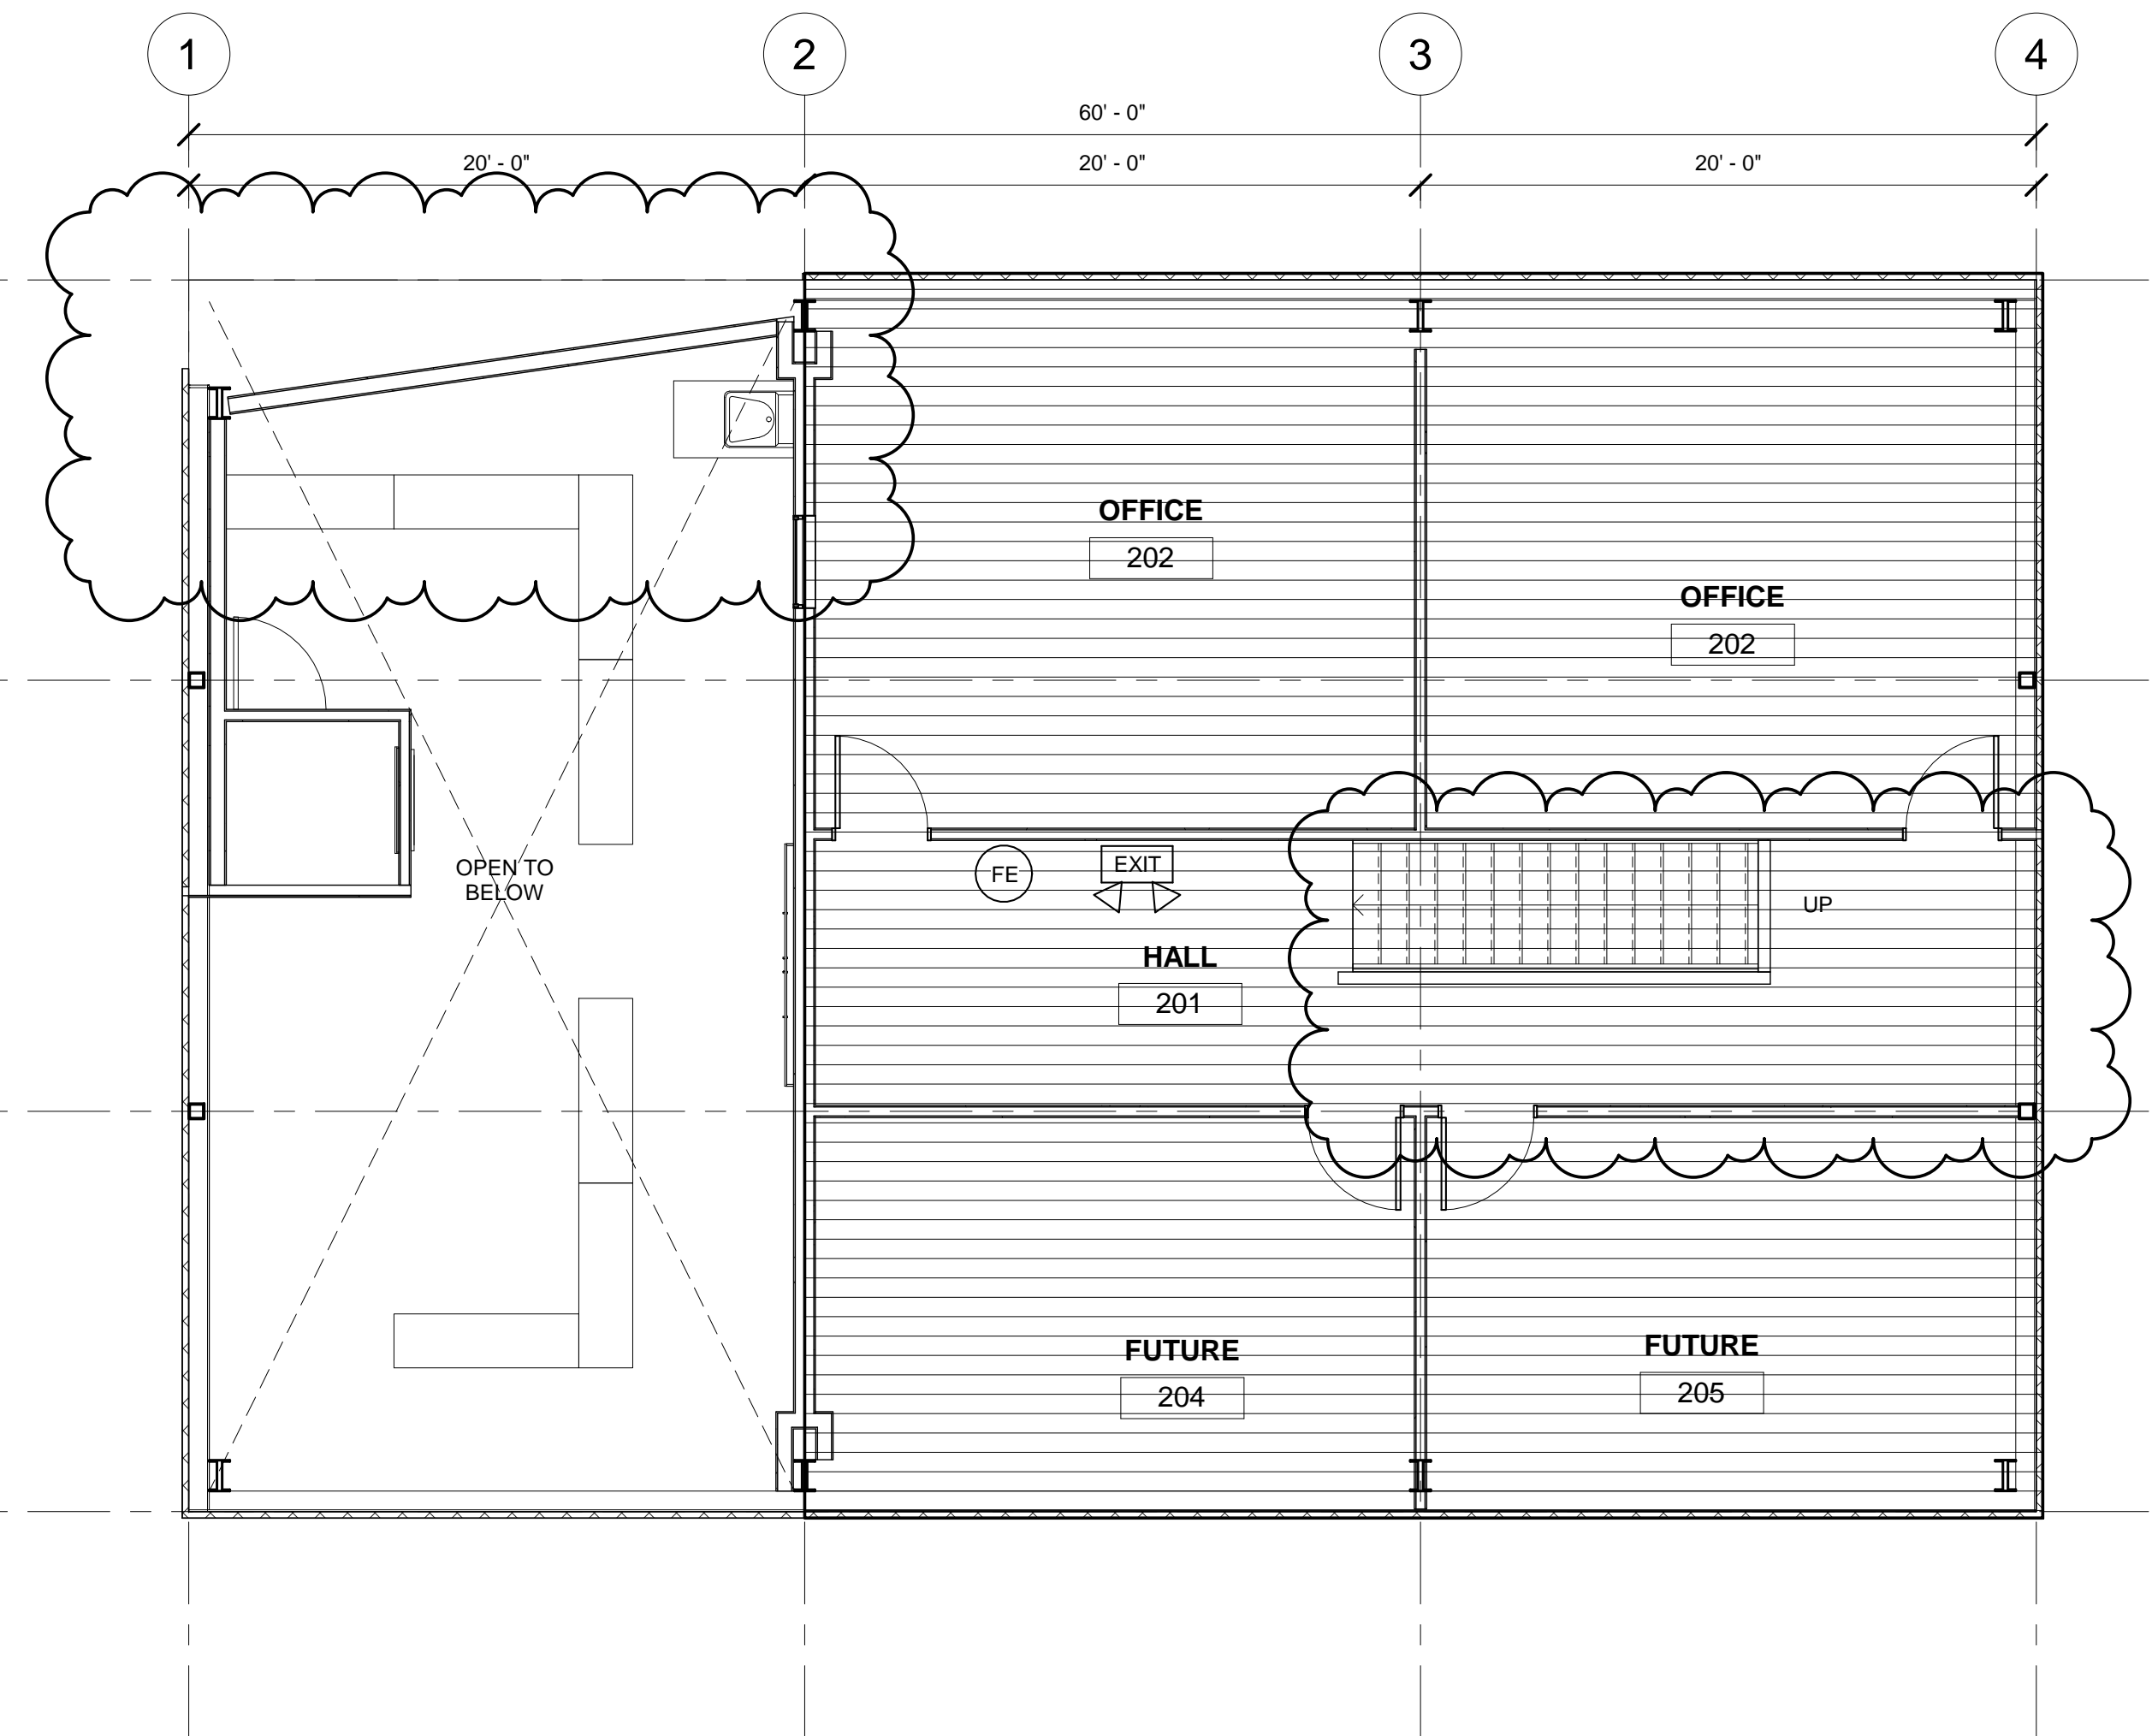 1
2
3
4
60' - 0"
20' - 0"
20' - 0"
20' - 0"
OFFICE
202
OFFICE
202
OPEN TO
BELOW
FE
EXIT
UP
HALL
201
FUTURE
204
FUTURE
205